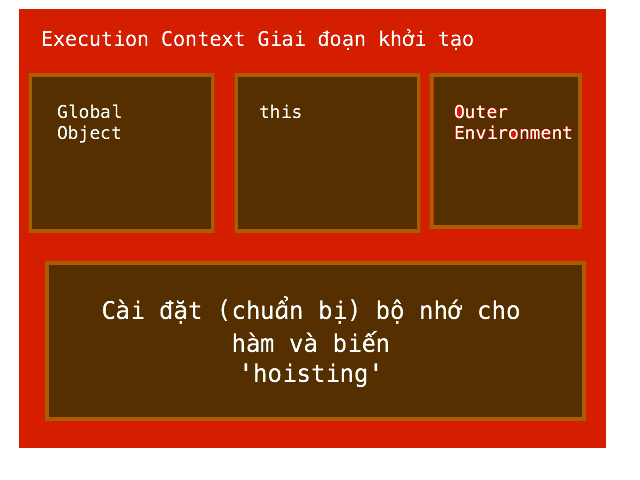 Execution Context Giai đoạn khởi tạo
Global
Object
this
Outer
Environment
Cài đặt (chuẩn bị) bộ nhớ cho
hàm và biến
'hoisting'